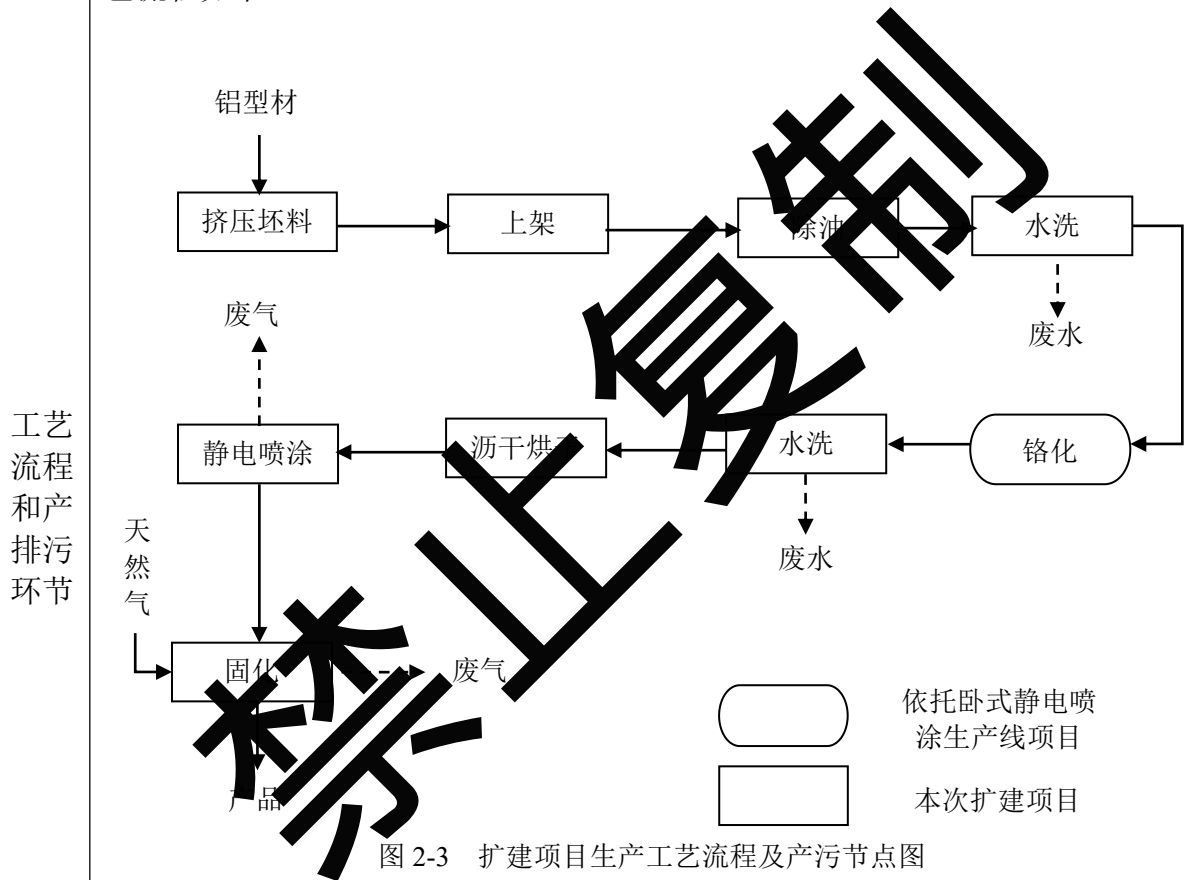 铝型材
挤压坯料
上架
除油
水洗
废气
废水
工艺
流程
和产
排污
环节
静电喷涂
沥干烘干
水洗
铬化
天
然
气
废水
固化
废气
产品
依托卧式静电喷
涂生产线项目
本次扩建项目
图 2-3 扩建项目生产工艺流程及产污节点图
禁止复制